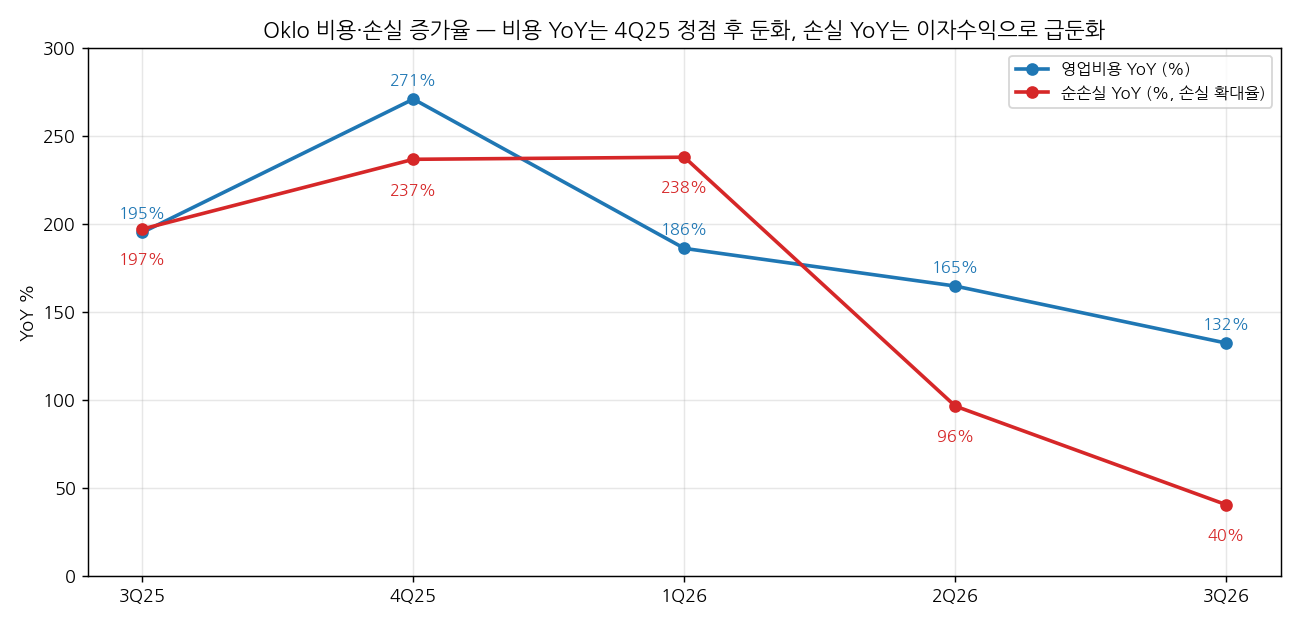 Oklo 비용·손실 증가율 — 비용 YoY는 4Q25 정점 후 둔화, 손실 YoY는 이자수익으로 급둔화
영업비용 YoY (%)
순손실 YoY (%, 손실 확대율)
YoY %
300
250
200
150
100
50
0
195%
271%
186%
165%
132%
197%
237%
238%
96%
40%
3Q25
4Q25
1Q26
2Q26
3Q26